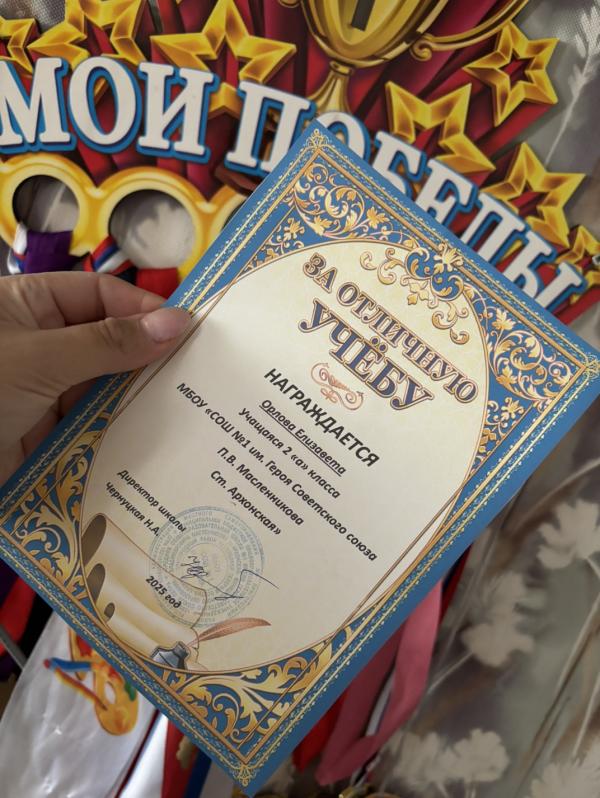 МОИ ПОБЕДЫ
ЗА ОТЛИЧНУЮ
УЧЁБУ
НАГРАЖДАЕТСЯ
Орлова Елизавета
Учащаяся 2 «а» класса
МБОУ «СОШ №1 им. Героя Советского союза
П.В. Масленникова
Ст. Архонская»
Директор школы
Чернуцкая Н.А.
2025 год